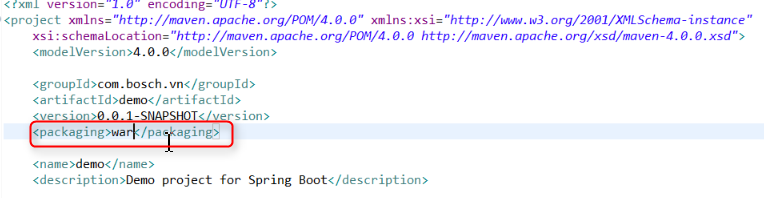 <?xml version="1.0" encoding="UTF-8"?>
<project xmlns="http://maven.apache.org/POM/4.0.0" xmlns:xsi="http://www.w3.org/2001/XMLSchema-instance"
xsi:schemaLocation="http://maven.apache.org/POM/4.0.0 http://maven.apache.org/xsd/maven-4.0.0.xsd">
<modelVersion>4.0.0</modelVersion>
<groupId>com.bosch.vn</groupId>
<artifactId>demo</artifactId>
<version>0.0.1-SNAPSHOT</version>
<packaging>war</packaging>
<name>demo</name>
<description>Demo project for Spring Boot</description>